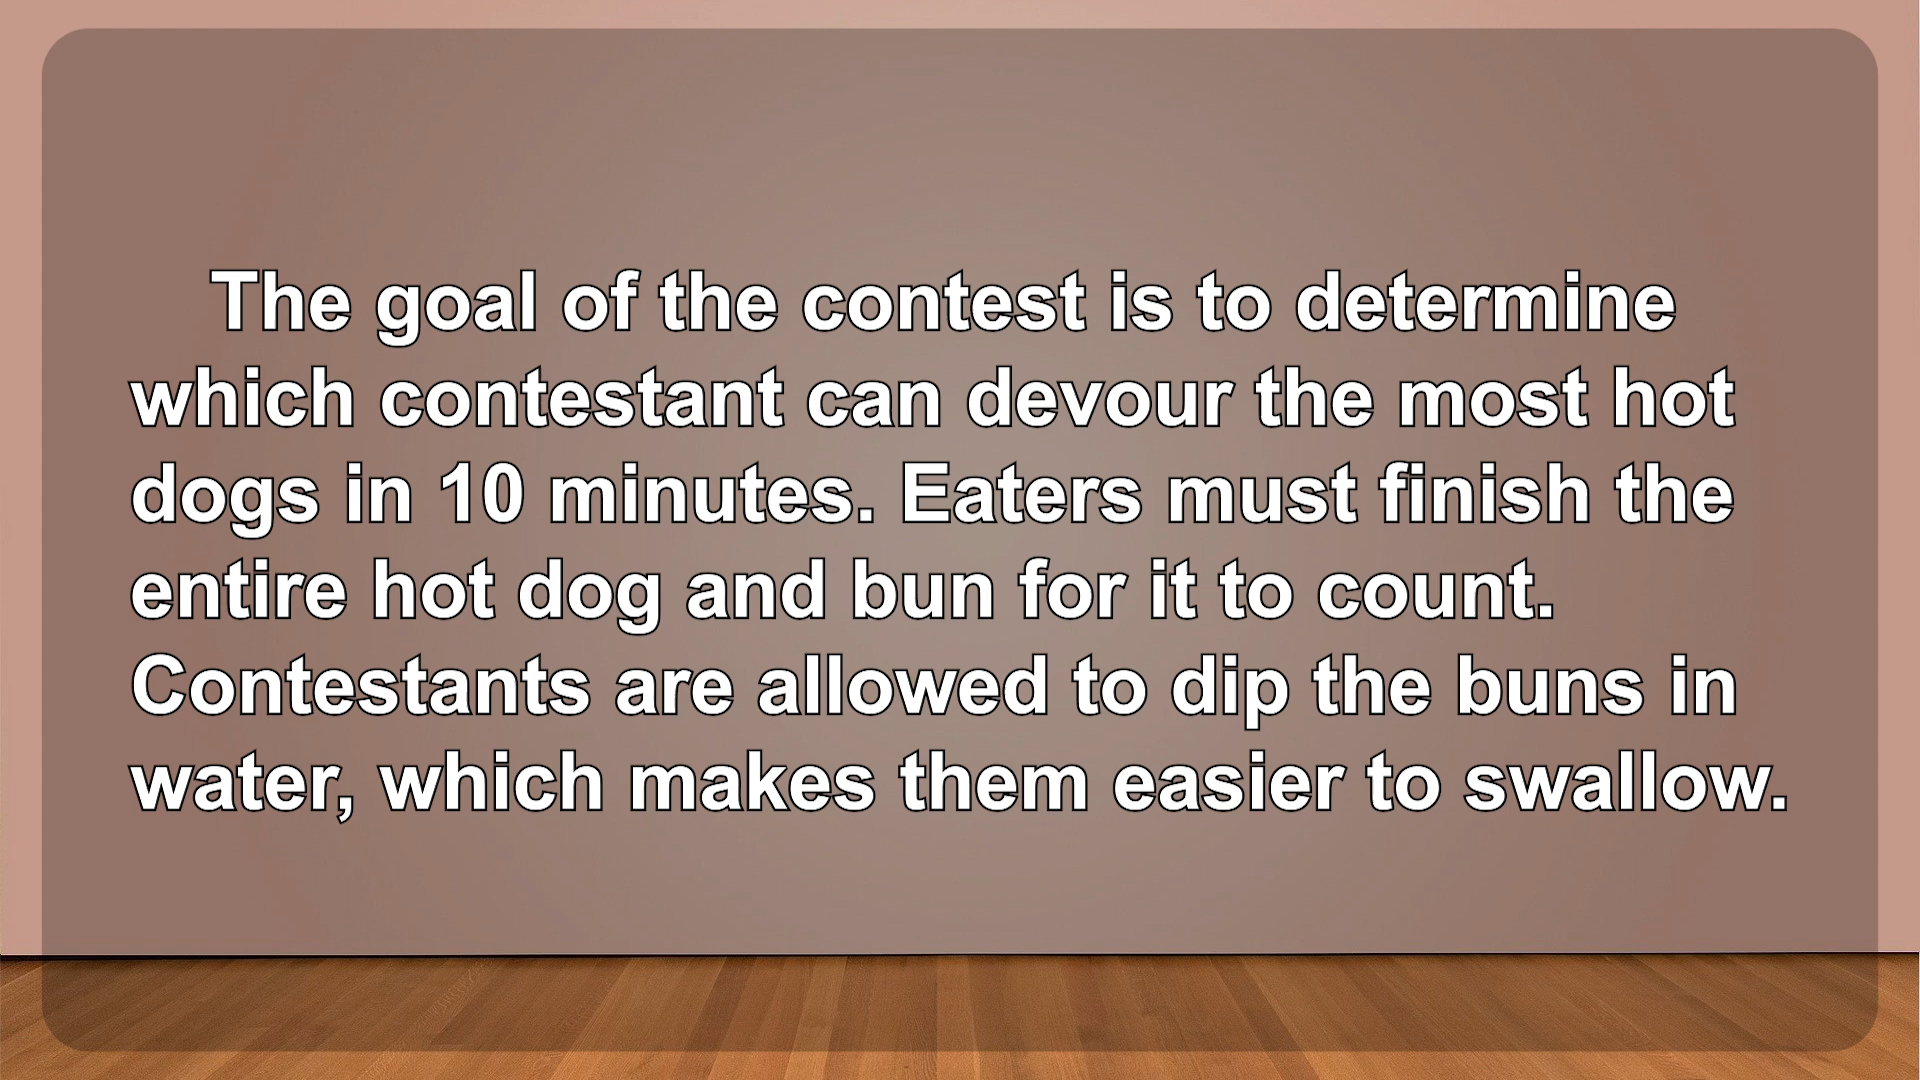 The goal of the contest is to determine
which contestant can devour the most hot
dogs in 10 minutes. Eaters must finish the
entire hot dog and bun for it to count.
Contestants are allowed to dip the buns in
water, which makes them easier to swallow.